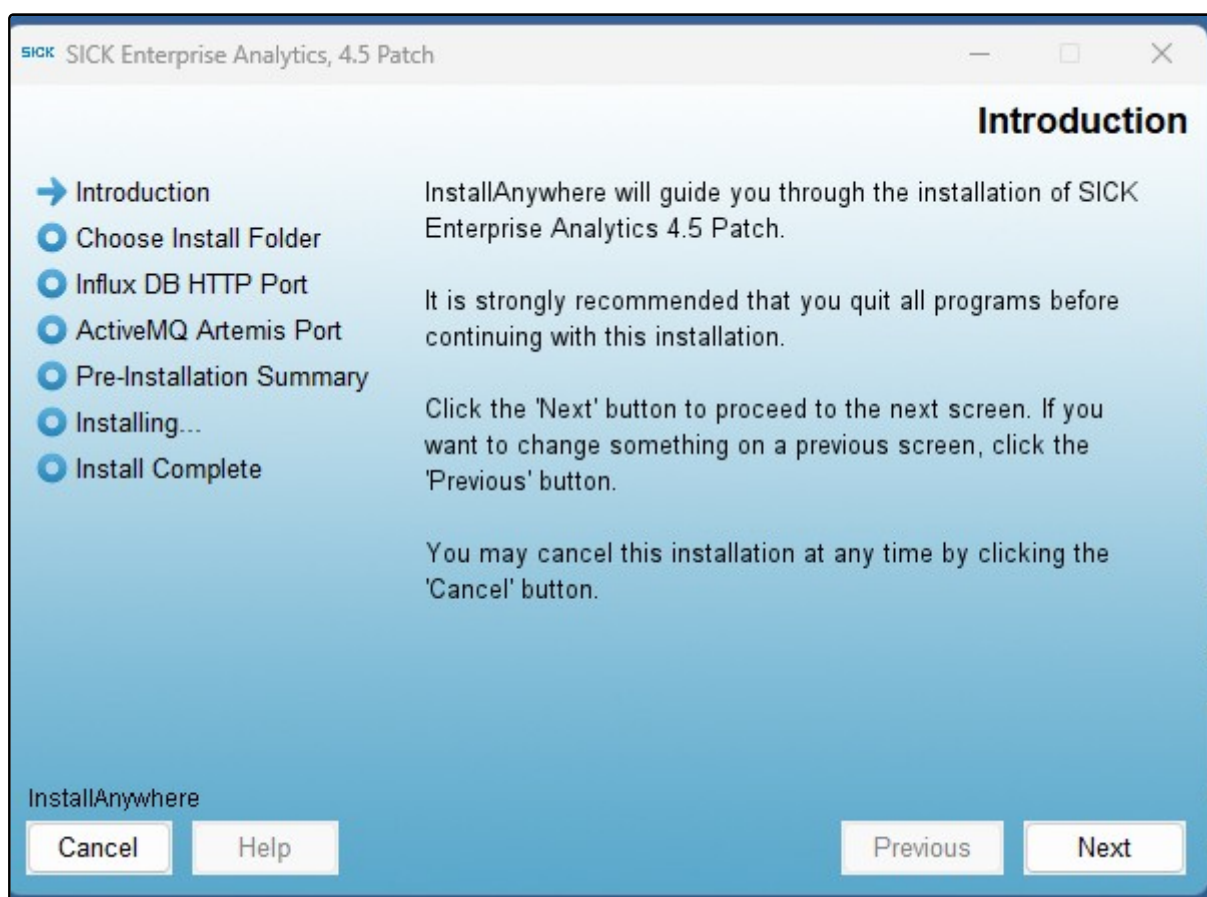 SICK SICK Enterprise Analytics, 4.5 Patch
Introduction
Introduction
Choose Install Folder
Influx DB HTTP Port
ActiveMQ Artemis Port
Pre-Installation Summary
Installing...
Install Complete
InstallAnywhere will guide you through the installation of SICK
Enterprise Analytics 4.5 Patch.
It is strongly recommended that you quit all programs before
continuing with this installation.
Click the 'Next' button to proceed to the next screen. If you
want to change something on a previous screen, click the
'Previous' button.
You may cancel this installation at any time by clicking the
'Cancel' button.
InstallAnywhere
Cancel Help Previous Next